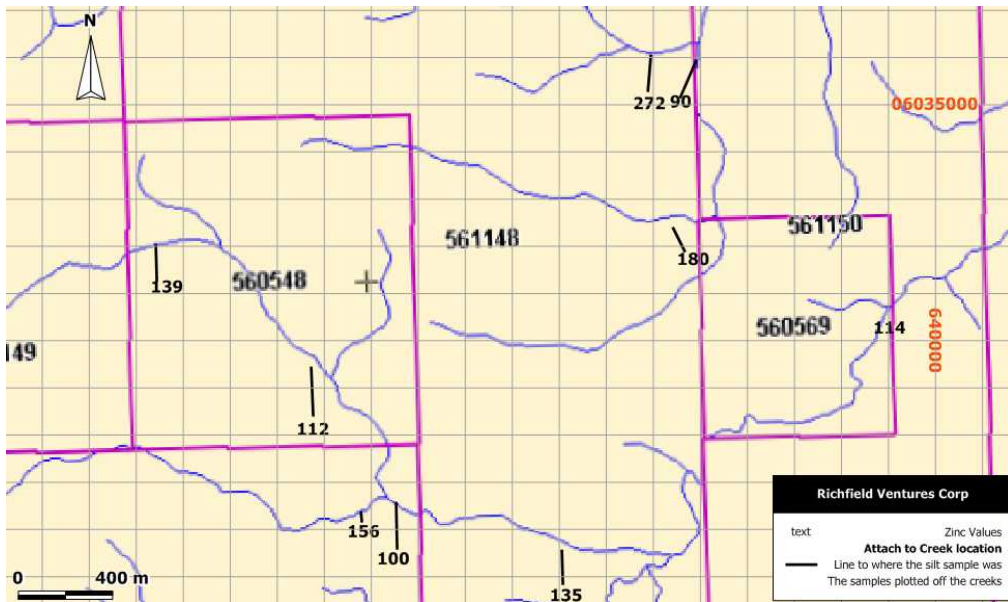 N
272 90
06035000
561148
561150
180
139
560548
560569
114
640000
149
112
156
100
135
0 400 m
Richfield Ventures Corp
text Zinc Values
Attach to Creek location
Line to where the silt sample was
The samples plotted off the creeks